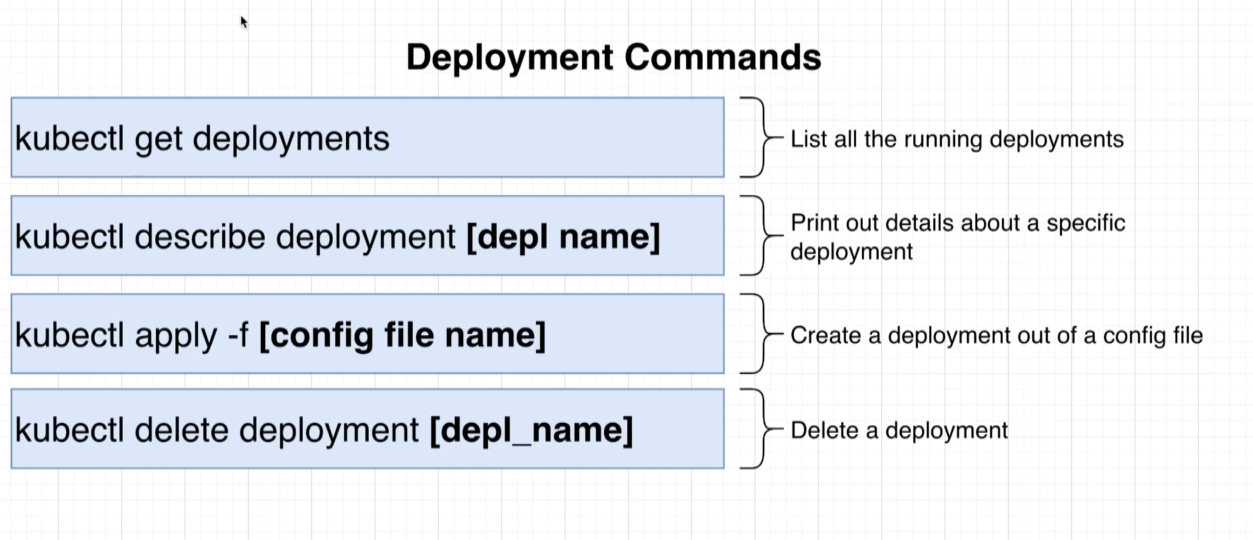 Deployment Commands
kubectl get deployments
List all the running deployments
kubectl describe deployment [depl name]
Print out details about a specific
deployment
kubectl apply -f [config file name]
Create a deployment out of a config file
kubectl delete deployment [depl_name]
Delete a deployment